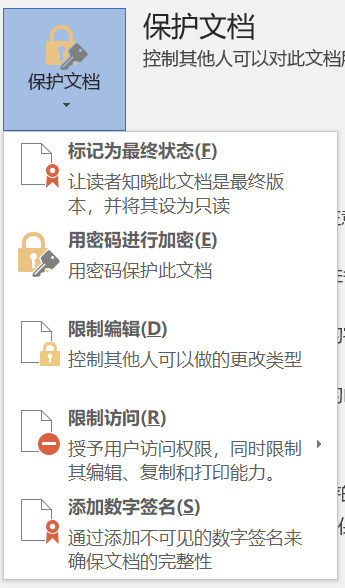 保护文档
控制其他人可以对此文档
保护文档
标记为最终状态(F)
让读者知晓此文档是最终版
本，并将其设为只读
用密码进行加密(E)
用密码保护此文档
限制编辑(D)
控制其他人可以做的更改类型
限制访问(R)
授予用户访问权限，同时限制
其编辑、复制和打印能力。
添加数字签名(S)
通过添加不可见的数字签名来
确保文档的完整性